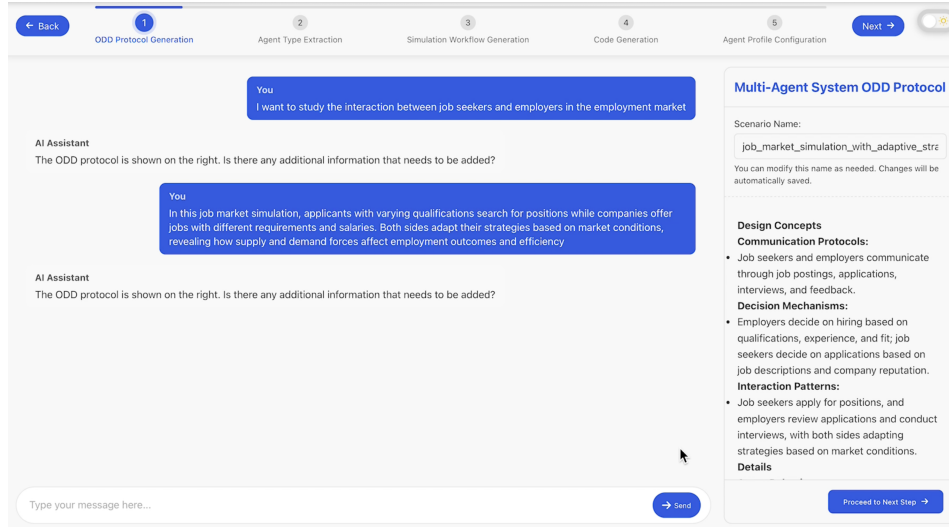 ← Back
1
2
3
4
5
Next →
ODD Protocol Generation
Agent Type Extraction
Simulation Workflow Generation
Code Generation
Agent Profile Configuration
You
I want to study the interaction between job seekers and employers in the employment market
AI Assistant
The ODD protocol is shown on the right. Is there any additional information that needs to be added?
You
In this job market simulation, applicants with varying qualifications search for positions while companies offer
jobs with different requirements and salaries. Both sides adapt their strategies based on market conditions,
revealing how supply and demand forces affect employment outcomes and efficiency
AI Assistant
The ODD protocol is shown on the right. Is there any additional information that needs to be added?
Type your message here...
→ Send
Multi-Agent System ODD Protocol
Scenario Name:
job_market_simulation_with_adaptive_stra
You can modify this name as needed. Changes will be
automatically saved.
Design Concepts
Communication Protocols:
• Job seekers and employers communicate
through job postings, applications,
interviews, and feedback.
Decision Mechanisms:
• Employers decide on hiring based on
qualifications, experience, and fit; job
seekers decide on applications based on
job descriptions and company reputation.
Interaction Patterns:
• Job seekers apply for positions, and
employers review applications and conduct
interviews, with both sides adapting
strategies based on market conditions.
Details
Proceed to Next Step →